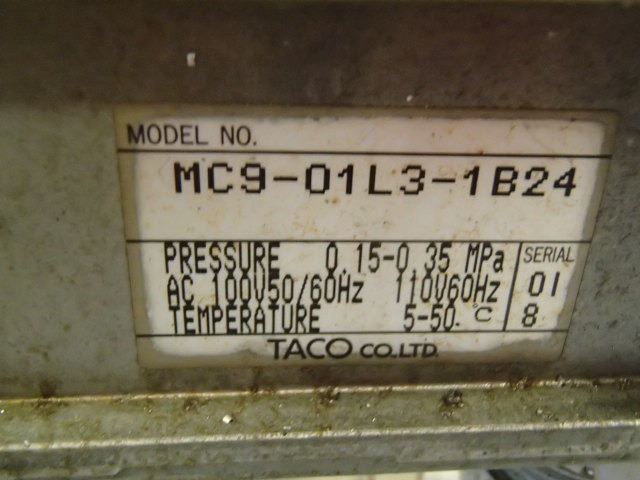 MODEL NO.
MC9-01L3-1B24
PRESSURE 0.15-0.35 MPa
AC 100V50/60Hz 110V60Hz
TEMPERATURE 5-50 °C
SERIAL
01
8
TACO CO.LTD.